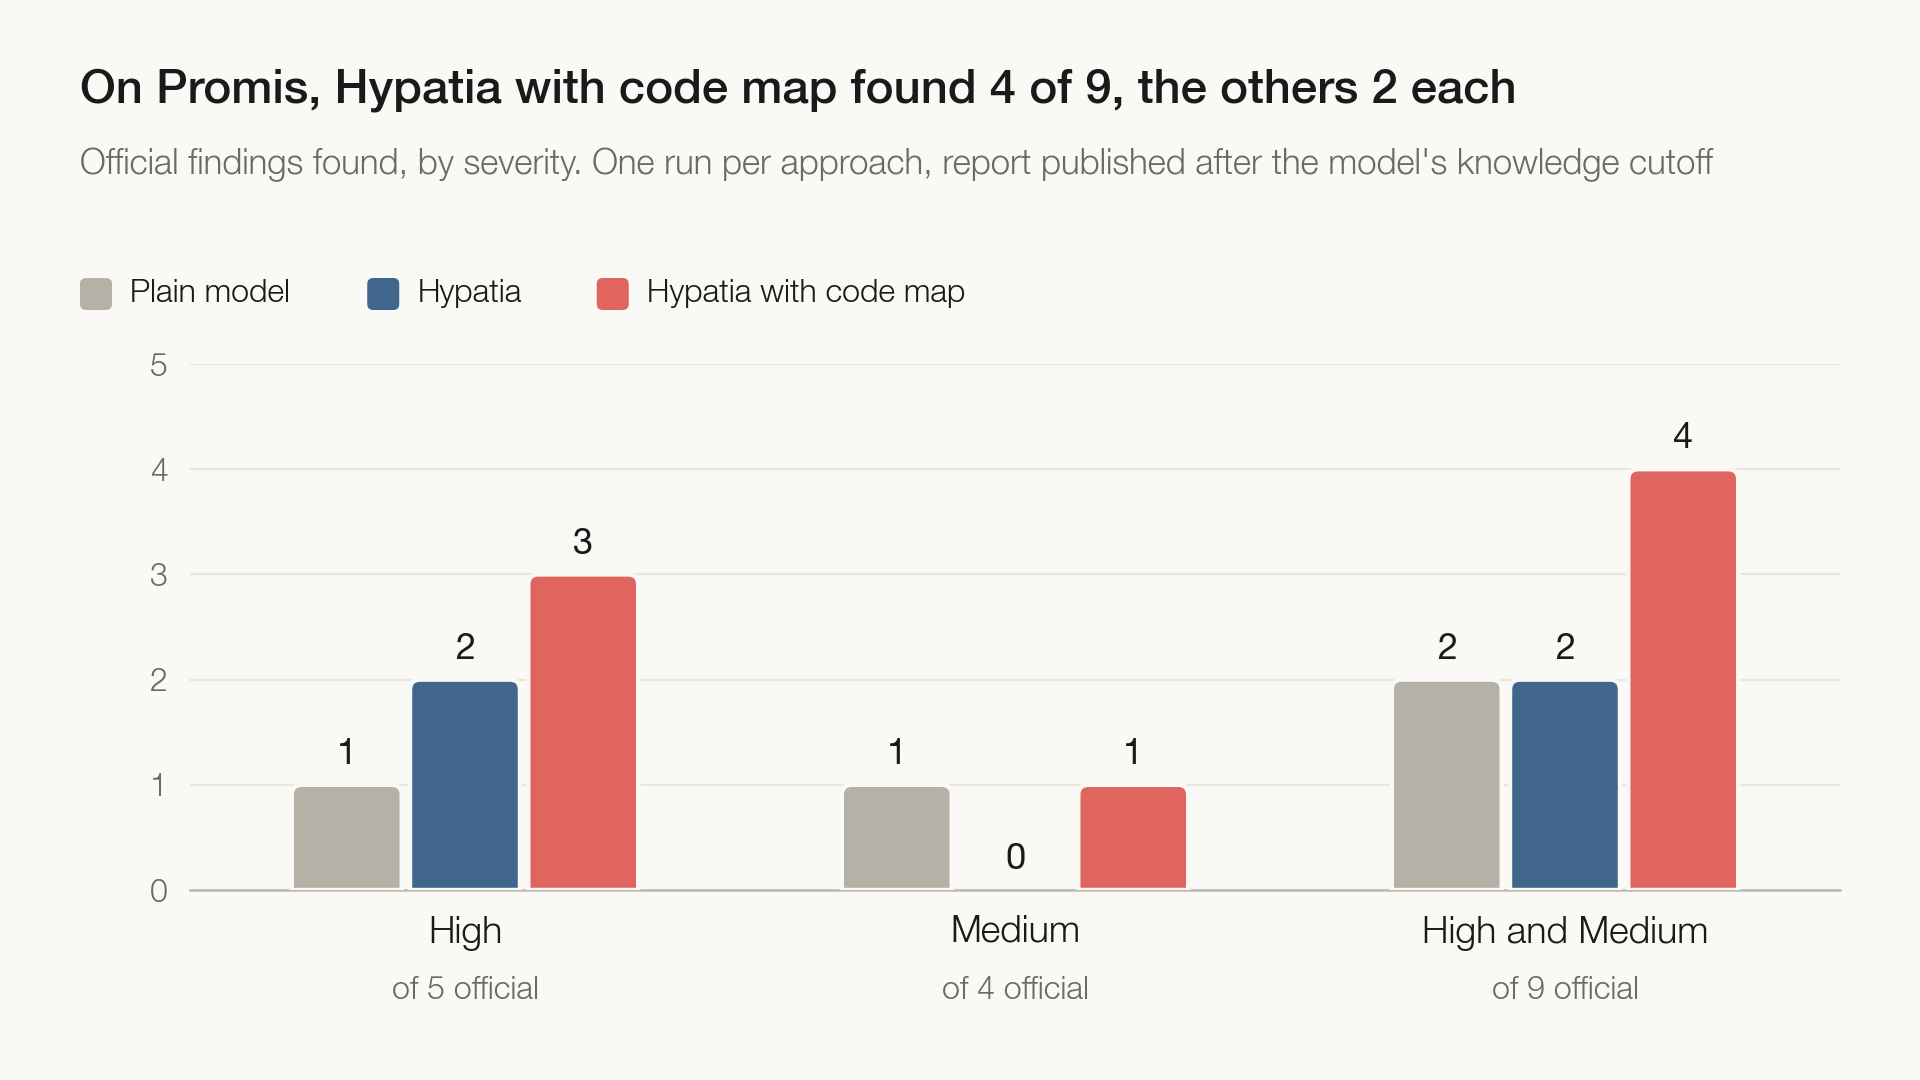 On Promis, Hypatia with code map found 4 of 9, the others 2 each
Official findings found, by severity. One run per approach, report published after the model's knowledge cutoff
Plain model
Hypatia
Hypatia with code map
5
4
3
2
1
0
1
2
3
1
0
1
2
2
4
High
Medium
High and Medium
of 5 official
of 4 official
of 9 official